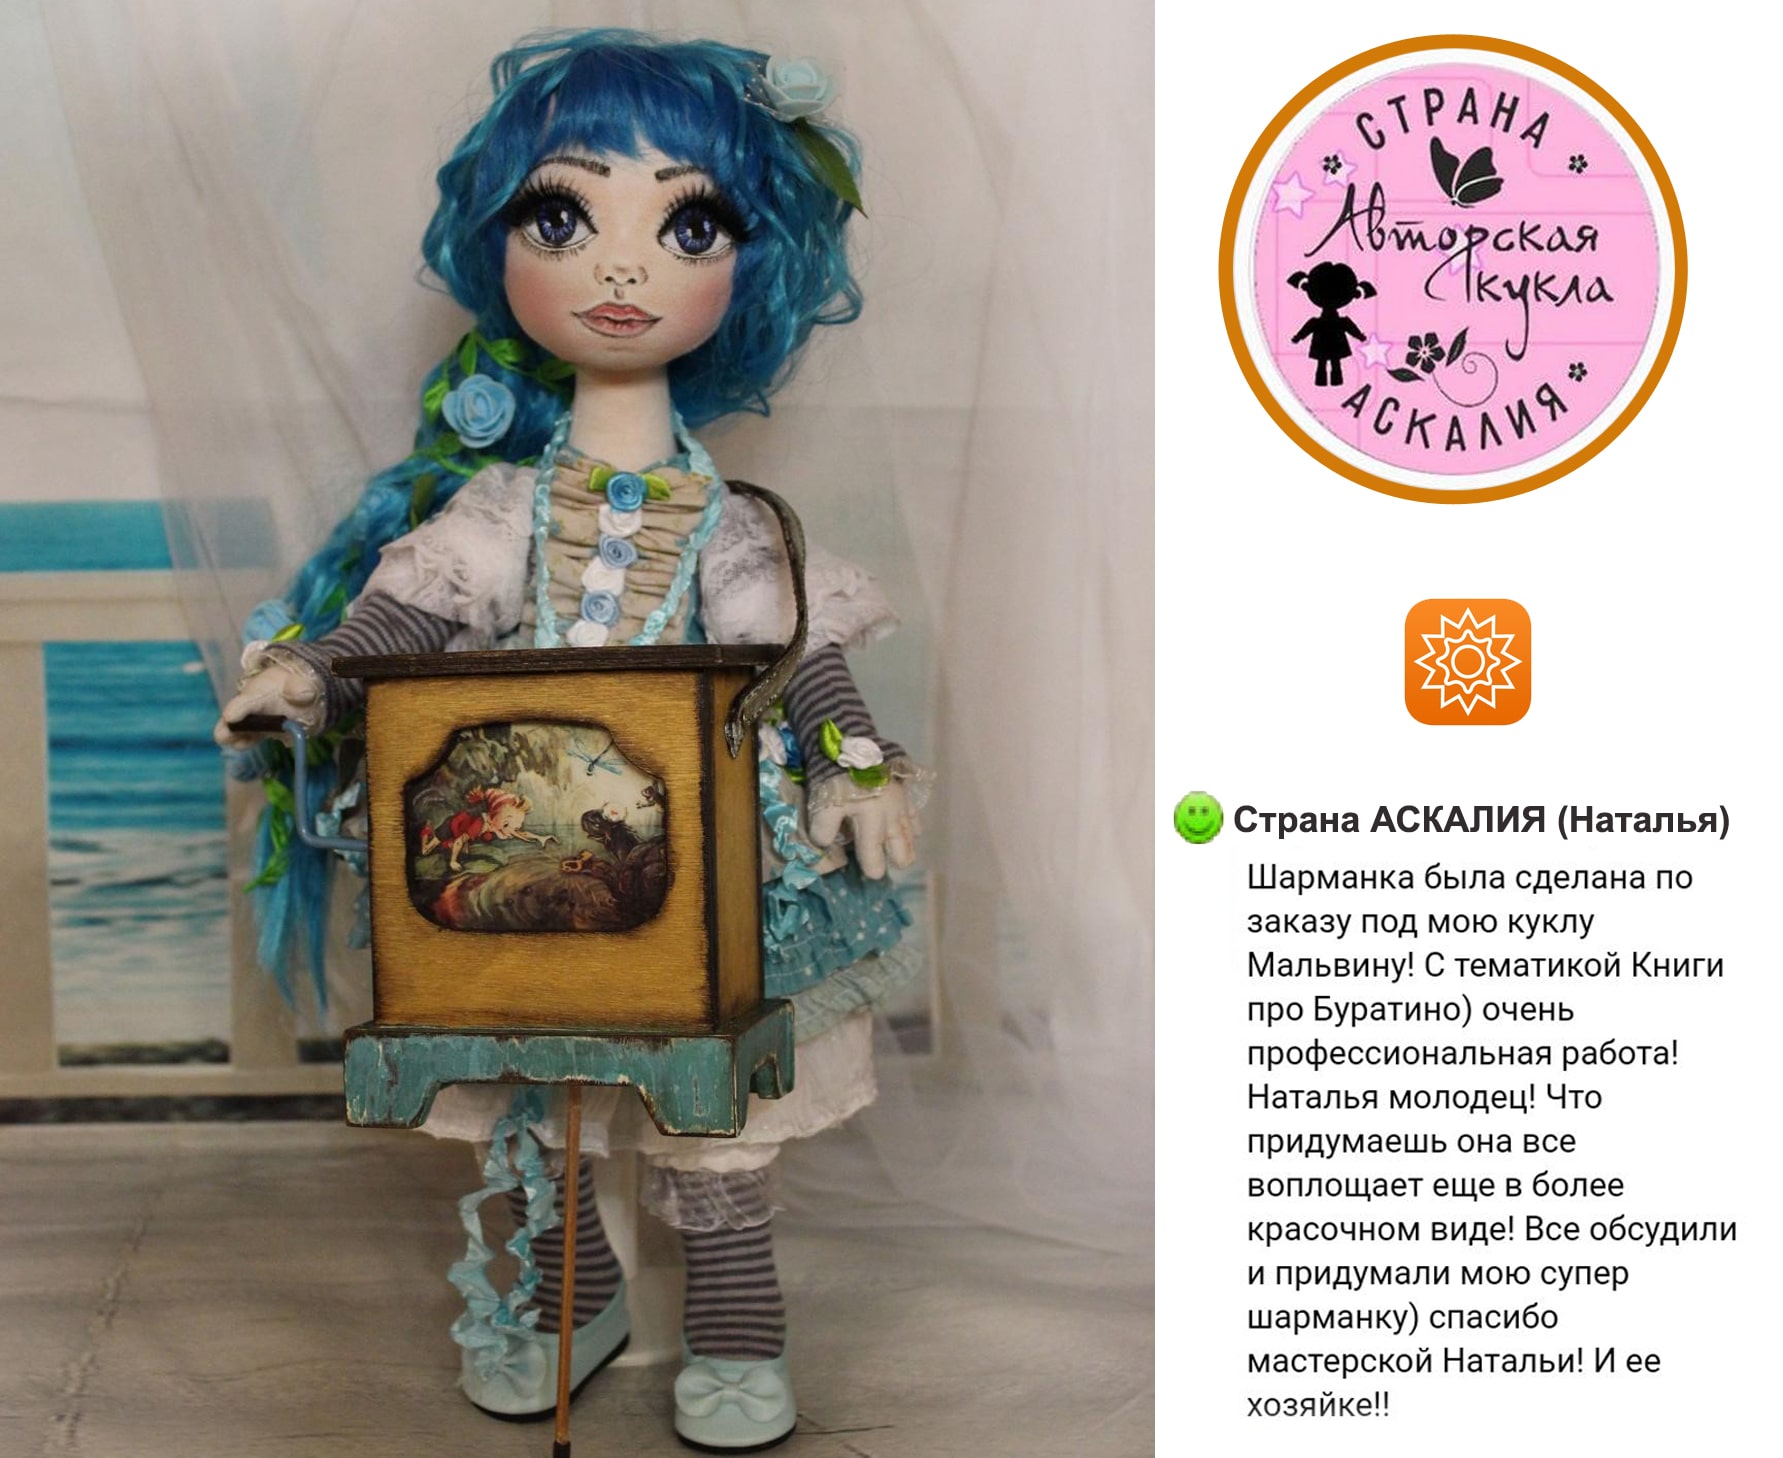 СТРАНА
Авторская
кукла
АСКАЛИЯ
Страна АСКАЛИЯ (Наталья)
Шарманка была сделана по
заказу под мою куклу
Мальвину! С тематикой Книги
про Буратино) очень
профессиональная работа!
Наталья молодец! Что
придумаешь она все
воплощает еще в более
красочном виде! Все обсудили
и придумали мою супер
шарманку) спасибо
мастерской Натальи! И ее
хозяйке!!